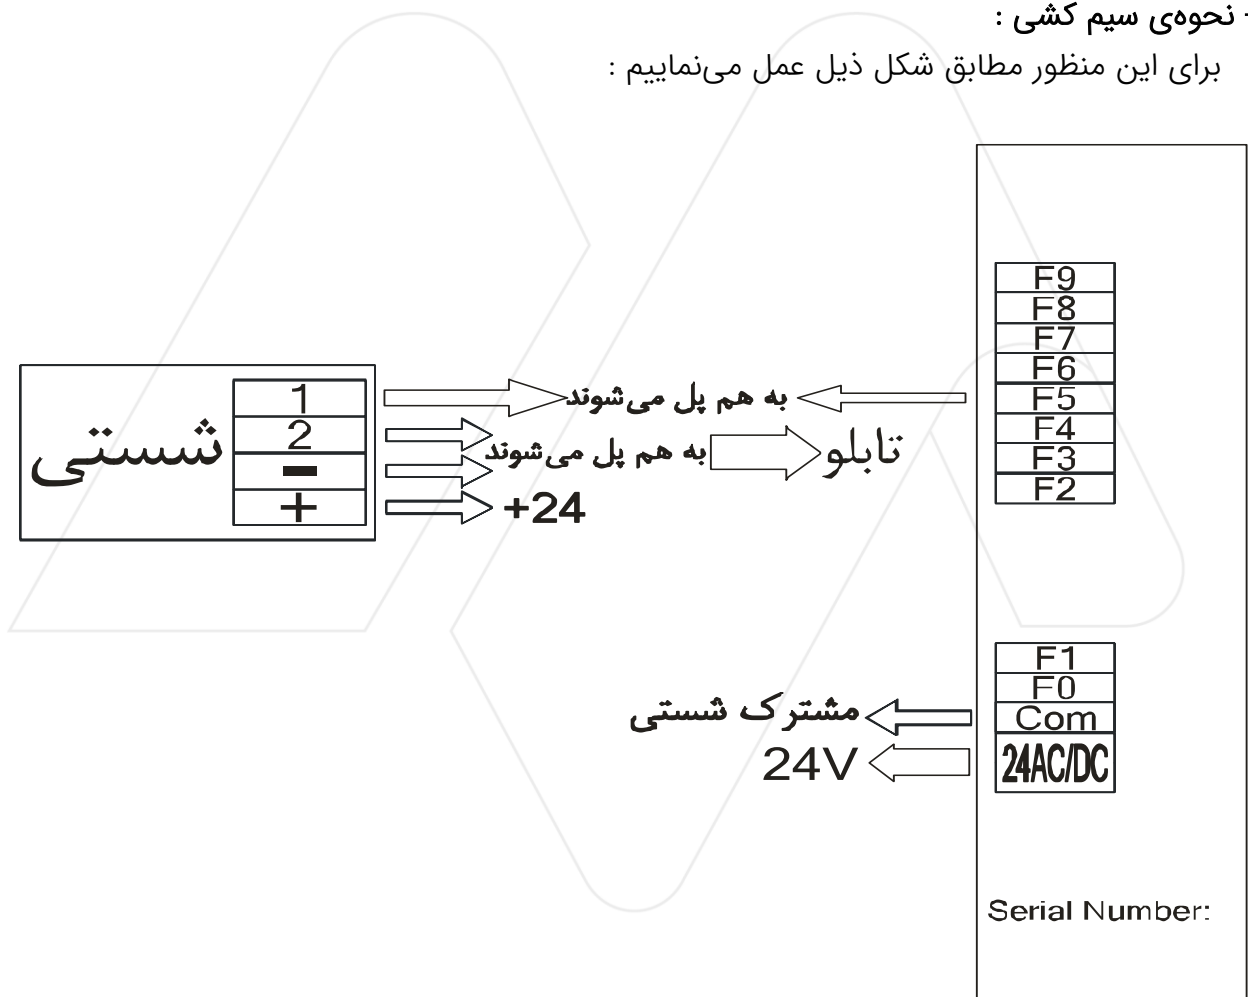 - نحوه‌ی سیم کشی :
برای این منظور مطابق شکل ذیل عمل می‌نماییم :
F9
F8
F7
F6
F5
F4
F3
F2
شستی
1
2
-
+
به هم پل می‌شوند
به هم پل می‌شوند
تابلو
+24
F1
F0
Com
24AC/DC
مشترک شستی
24V
Serial Number: